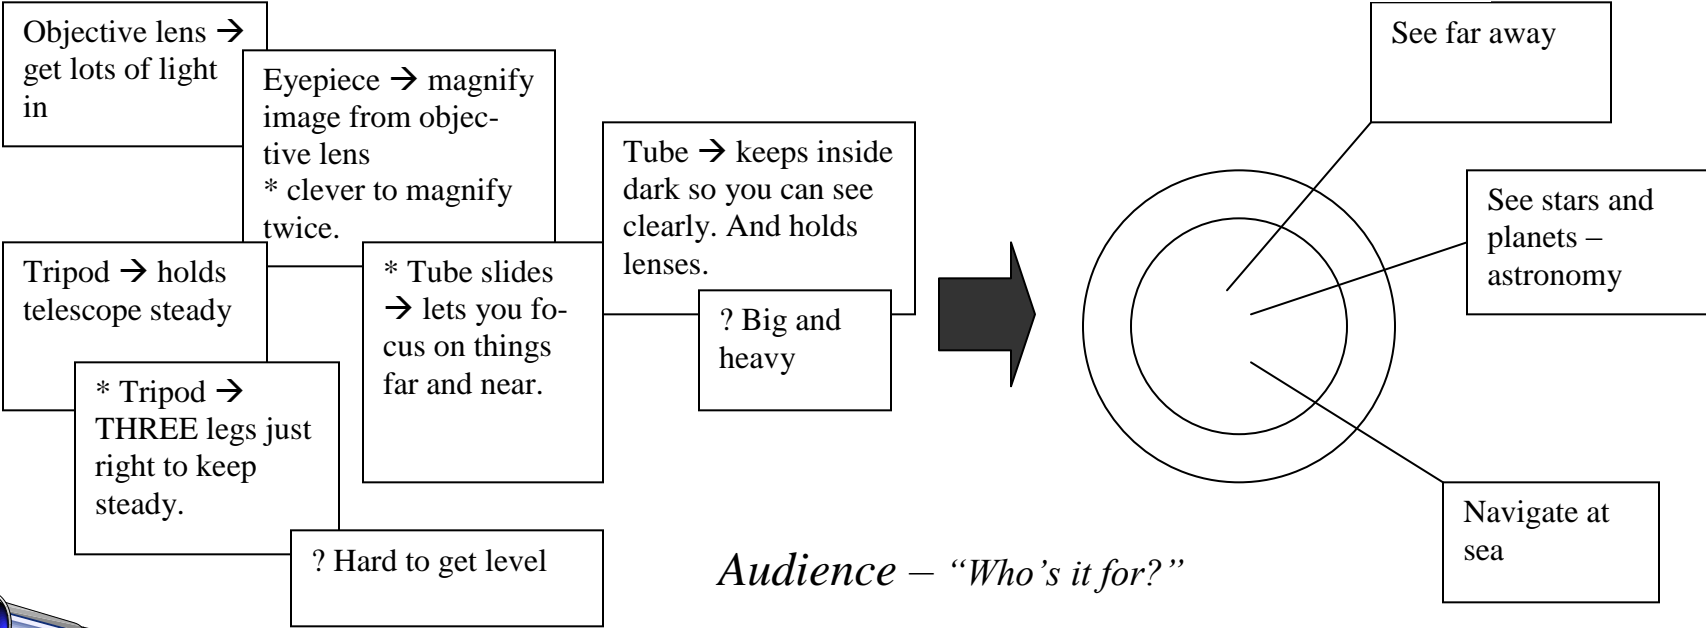 Objective lens →
get lots of light
in
Eyepiece → magnify
image from objec-
tive lens
* clever to magnify
twice.
Tube → keeps inside
dark so you can see
clearly. And holds
lenses.
Tripod → holds
telescope steady
* Tube slides
→ lets you fo-
cus on things
far and near.
? Big and
heavy
* Tripod →
THREE legs just
right to keep
steady.
? Hard to get level
See far away
See stars and
planets –
astronomy
Navigate at
sea
Audience – “Who’s it for?”